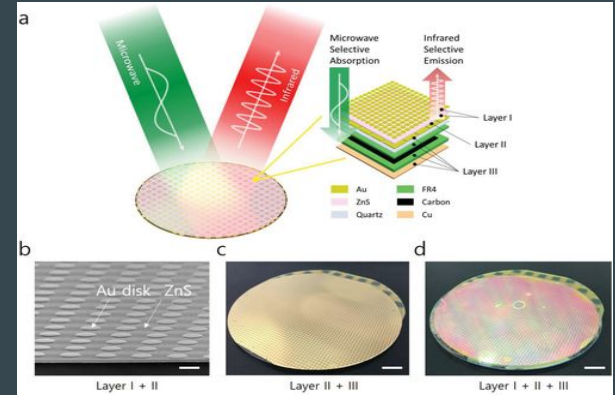 a
Microwave
Infrared
Microwave
Selective
Absorption
Infrared
Selective
Emission
Layer I
Layer II
Layer III
Au
FR4
ZnS
Carbon
Quartz
Cu
b
c
d
Au disk
ZnS
Layer I + II
Layer II + III
Layer I + II + III